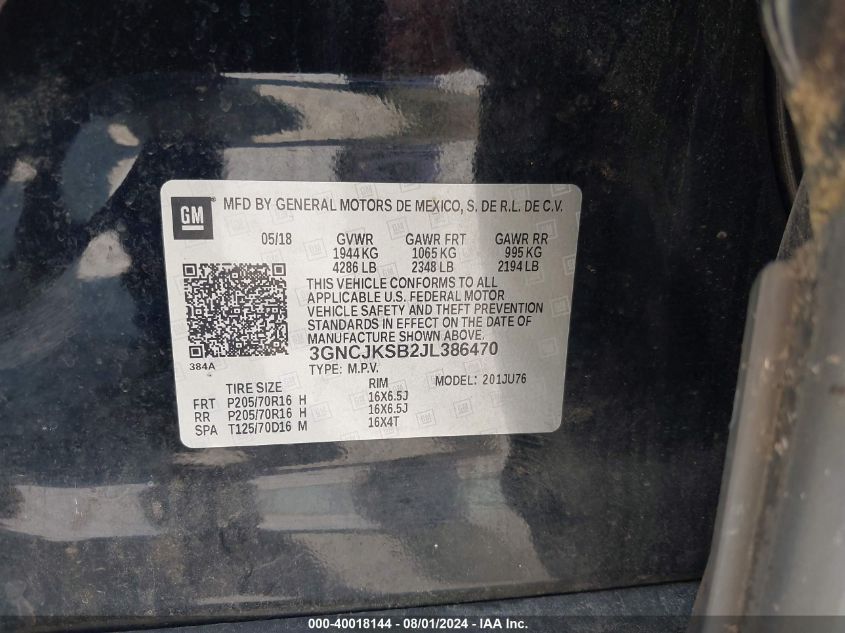 GM
MFD BY GENERAL MOTORS DE MEXICO, S. DE R.L. DE C.V.
05/18 GVWR GAWR FRT GAWR RR
1944 KG 1065 KG 995 KG
4286 LB 2348 LB 2194 LB
THIS VEHICLE CONFORMS TO ALL
APPLICABLE U.S. FEDERAL MOTOR
VEHICLE SAFETY AND THEFT PREVENTION
STANDARDS IN EFFECT ON THE DATE OF
MANUFACTURE SHOWN ABOVE.
3GNCJKSB2JL386470
384A
TYPE: M.P.V. MODEL: 201JU76
TIRE SIZE RIM
FRT P205/70R16 H 16X6.5J
RR P205/70R16 H 16X6.5J
SPA T125/70D16 M 16X4T
000-40018144 - 08/01/2024 - IAA Inc.